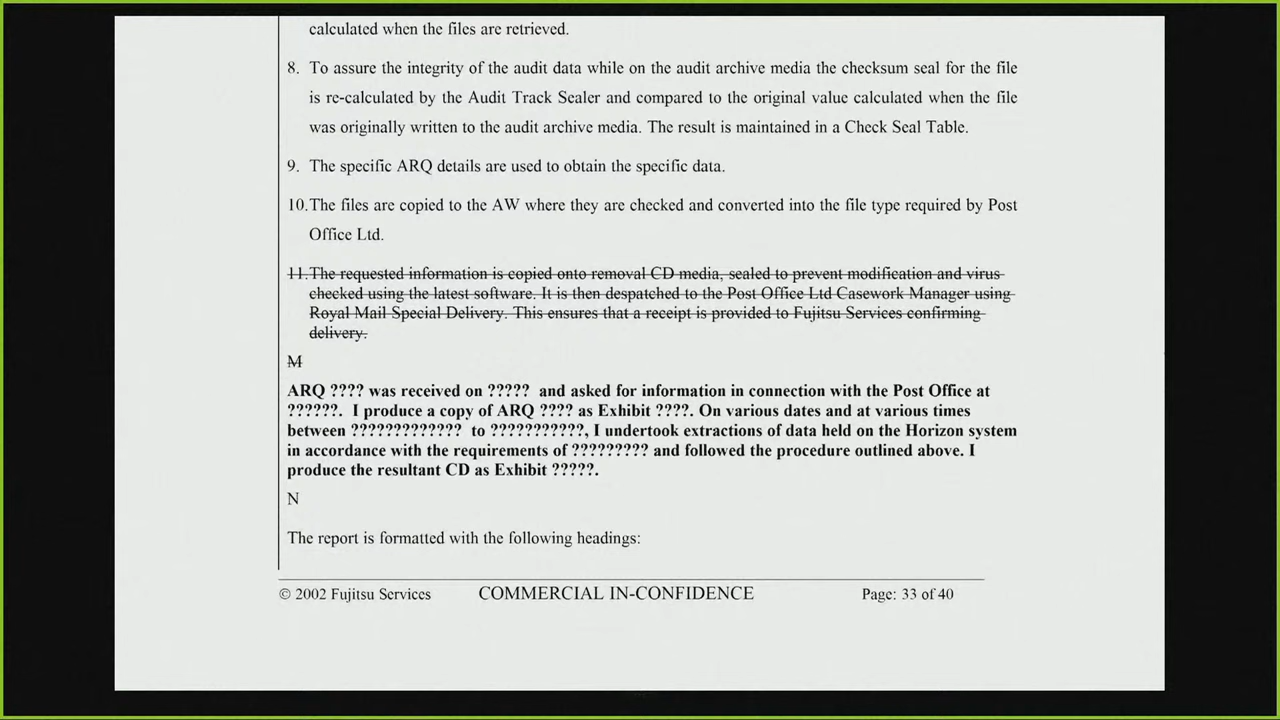 calculated when the files are retrieved.
8. To assure the integrity of the audit data while on the audit archive media the checksum seal for the file
is re-calculated by the Audit Track Sealer and compared to the original value calculated when the file
was originally written to the audit archive media. The result is maintained in a Check Seal Table.
9. The specific ARQ details are used to obtain the specific data.
10.The files are copied to the AW where they are checked and converted into the file type required by Post
Office Ltd.
11.The requested information is copied onto removal CD media, sealed to prevent modification and virus
checked using the latest software. It is then despatched to the Post Office Ltd Casework Manager using
Royal Mail Special Delivery. This ensures that a receipt is provided to Fujitsu Services confirming
delivery.
M
ARQ ???? was received on ????? and asked for information in connection with the Post Office at
??????. I produce a copy of ARQ ???? as Exhibit ????. On various dates and at various times
between ????????????? to ???????????, I undertook extractions of data held on the Horizon system
in accordance with the requirements of ????????? and followed the procedure outlined above. I
produce the resultant CD as Exhibit ?????.
N
The report is formatted with the following headings:
© 2002 Fujitsu Services COMMERCIAL IN-CONFIDENCE Page: 33 of 40